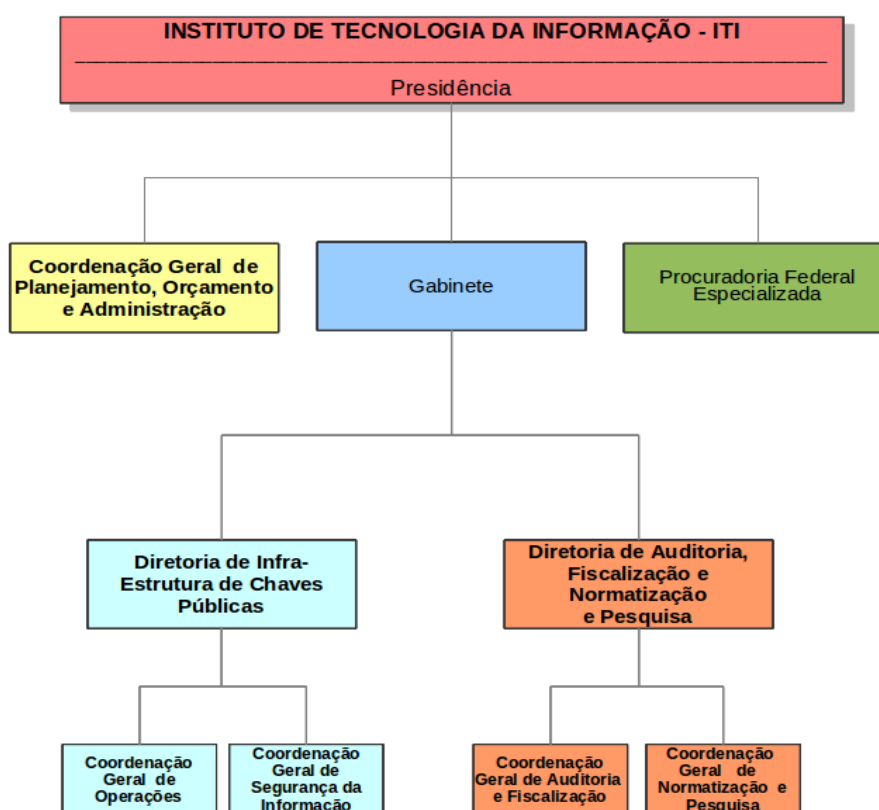 INSTITUTO DE TECNOLOGIA DA INFORMAÇÃO - ITI
Presidência
Coordenação Geral de
Planejamento, Orçamento
e Administração
Gabinete
Procuradoria Federal
Especializada
Diretoria de Infra-
Estrutura de Chaves
Públicas
Diretoria de Auditoria,
Fiscalização e
Normatização
e Pesquisa
Coordenação
Geral de
Operações
Coordenação
Geral de
Segurança da
Informação
Coordenação
Geral de Auditoria
e Fiscalização
Coordenação
Geral de
Normatização e
Pesquisa